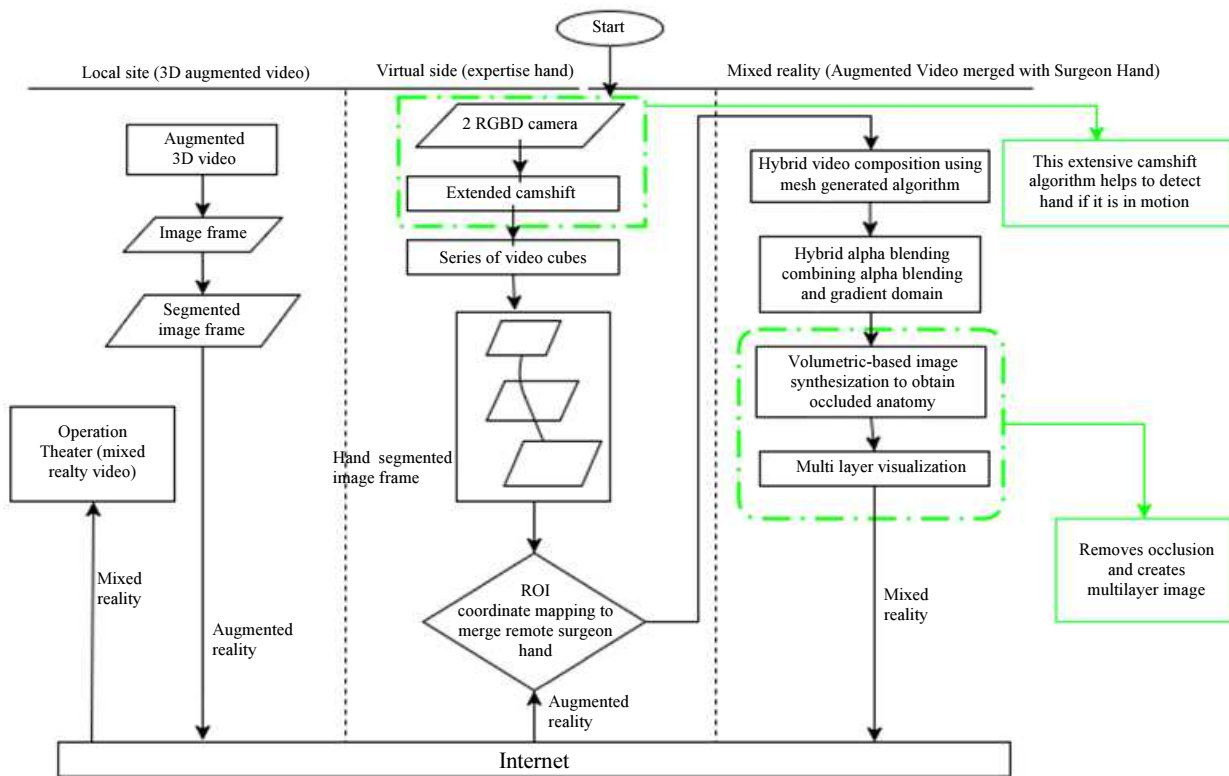 Start
Local site (3D augmented video)
Virtual side (expertise hand)
Mixed reality (Augmented Video merged with Surgeon Hand)
Augmented
3D video
Image frame
Segmented
image frame
Operation
Theater (mixed
realty video)
Mixed
reality
Augmented
reality
2 RGBD camera
Extended camshift
Series of video cubes
Hand segmented
image frame
ROI
coordinate mapping to
merge remote surgeon
hand
Augmented
reality
Hybrid video composition using
mesh generated algorithm
Hybrid alpha blending
combining alpha blending
and gradient domain
Volumetric-based image
synthesization to obtain
occluded anatomy
Multi layer visualization
Mixed
reality
This extensive camshift
algorithm helps to detect
hand if it is in motion
Removes occlusion
and creates
multilayer image
Internet